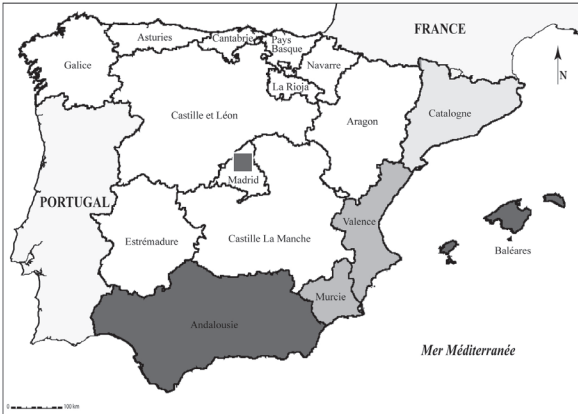 FRANCE
Asturies
Cantabrie
Pays
Basque
Navarre
Galice
La Rioja
N
Castille et Léon
Aragon
Catalogne
Madrid
PORTUGAL
Valence
Estrémadure
Castille La Manche
Baléares
Murcie
Andalousie
Mer Méditerranée
0 100 km